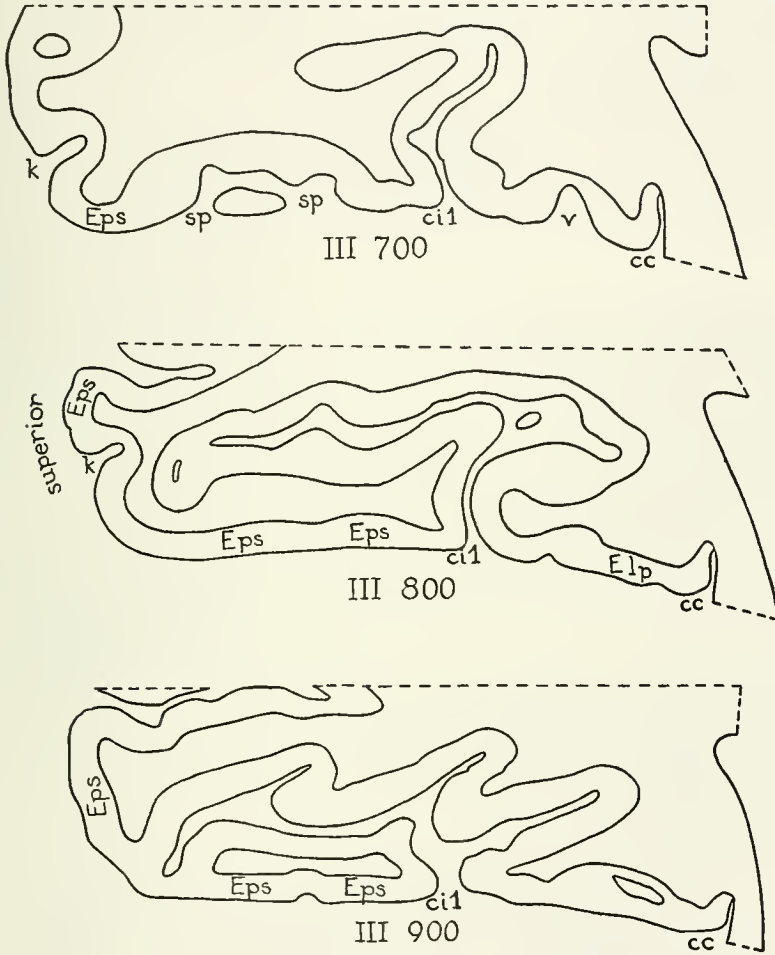 k
Eps
sp
sp
ci1
v
cc
III 700
superior
Eps
k
Eps
Eps
ci1
Elp
cc
III 800
Eps
Eps
Eps
ci1
cc
III 900